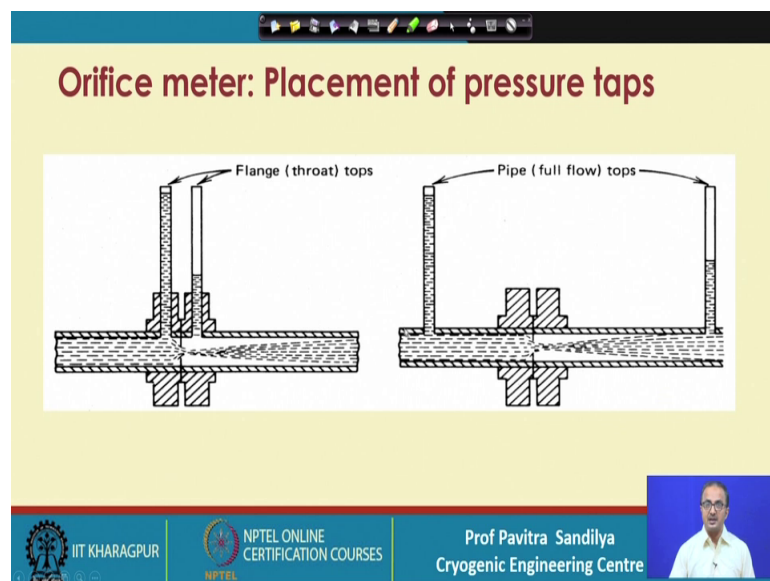 Orifice meter: Placement of pressure taps
Flange (throat) tops
Pipe (full flow) tops
IIT KHARAGPUR
NPTEL
NPTEL ONLINE
CERTIFICATION COURSES
Prof Pavitra Sandilya
Cryogenic Engineering Centre